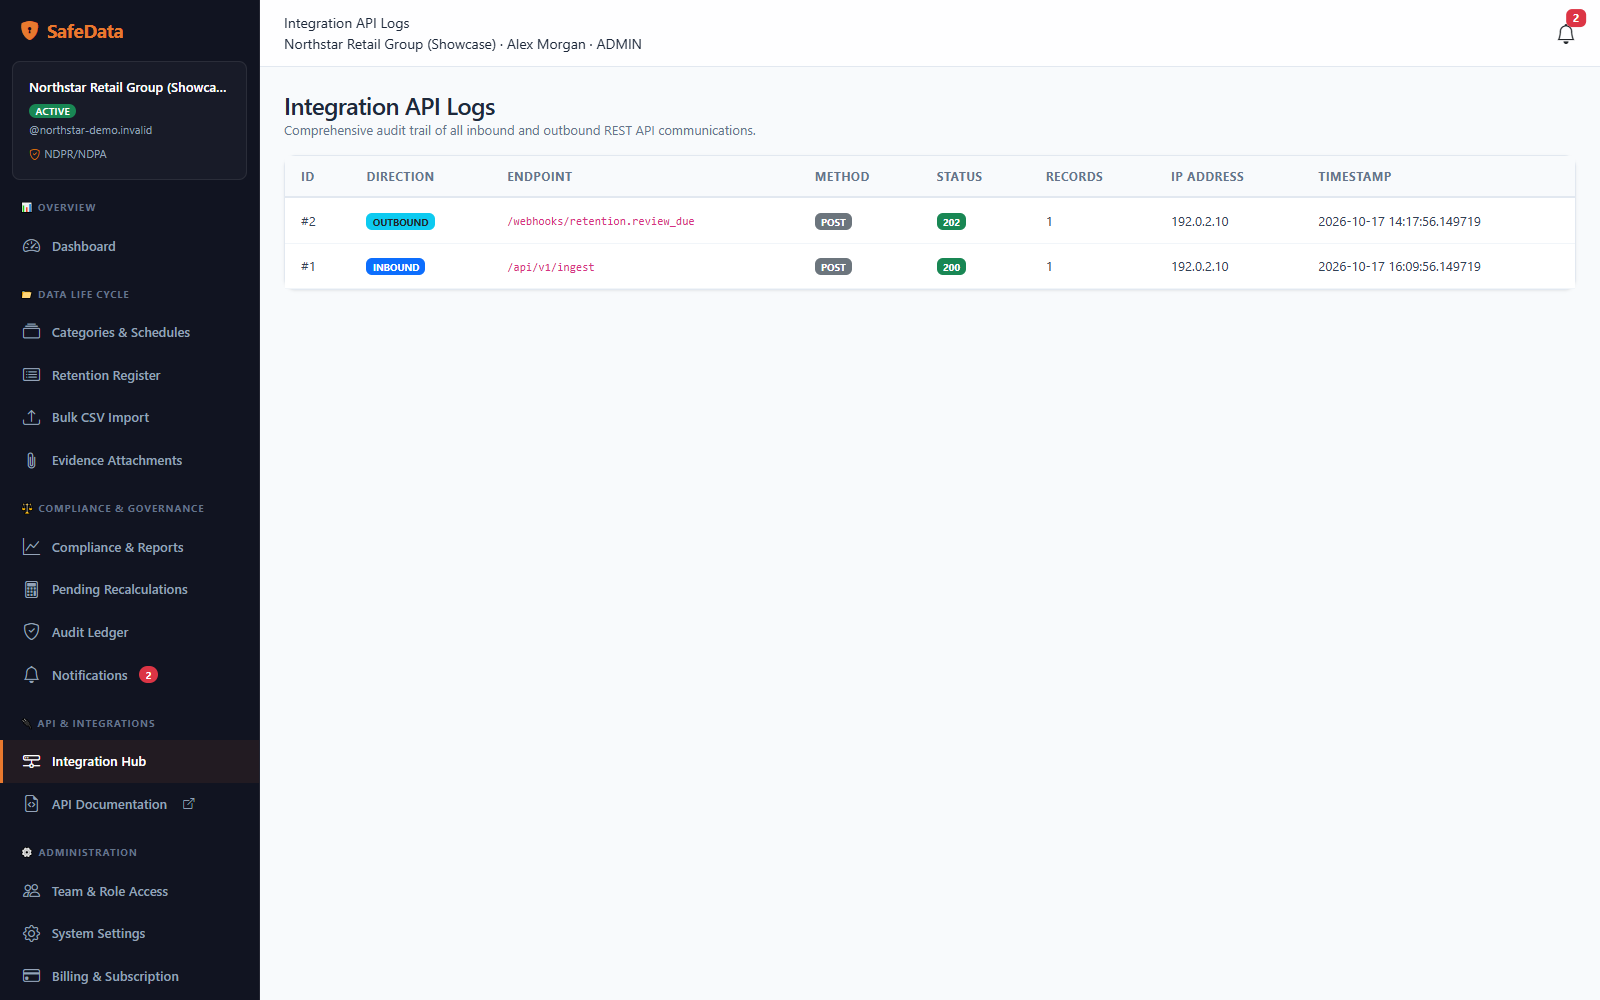 SafeData
Northstar Retail Group (Showca...
ACTIVE
@northstar-demo.invalid
NDPR/NDPA
OVERVIEW
Dashboard
DATA LIFE CYCLE
Categories & Schedules
Retention Register
Bulk CSV Import
Evidence Attachments
COMPLIANCE & GOVERNANCE
Compliance & Reports
Pending Recalculations
Audit Ledger
Notifications 2
API & INTEGRATIONS
Integration Hub
API Documentation
ADMINISTRATION
Team & Role Access
System Settings
Billing & Subscription
Integration API Logs
Northstar Retail Group (Showcase) · Alex Morgan · ADMIN
2
Integration API Logs
Comprehensive audit trail of all inbound and outbound REST API communications.
ID DIRECTION ENDPOINT METHOD STATUS RECORDS IP ADDRESS TIMESTAMP
#2 OUTBOUND /webhooks/retention.review_due POST 202 1 192.0.2.10 2026-10-17 14:17:56.149719
#1 INBOUND /api/v1/ingest POST 200 1 192.0.2.10 2026-10-17 16:09:56.149719